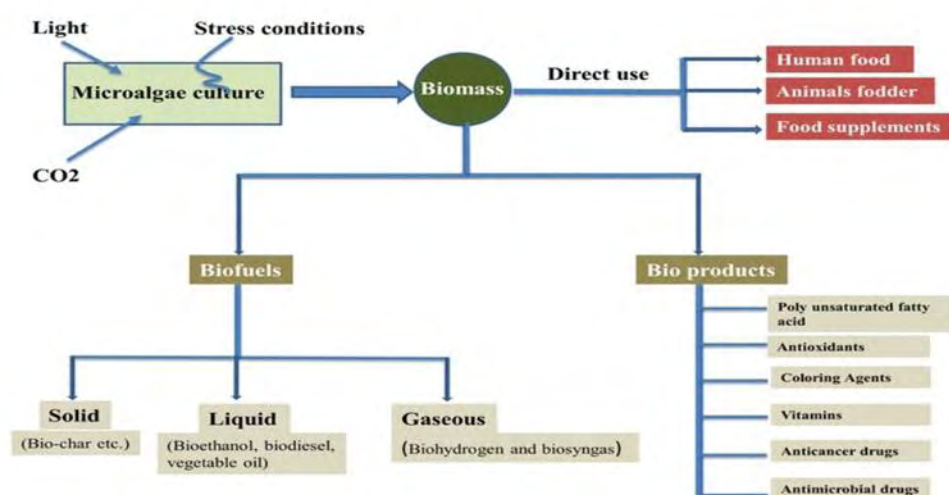 Light
Stress conditions
Microalgae culture
CO2
Biomass
Direct use
Human food
Animals fodder
Food supplements
Biofuels
Bio products
Solid
(Bio-char etc.)
Liquid
(Bioethanol, biodiesel,
vegetable oil)
Gaseous
(Biohydrogen and biosyngas)
Poly unsaturated fatty
acid
Antioxidants
Coloring Agents
Vitamins
Anticancer drugs
Antimicrobial drugs